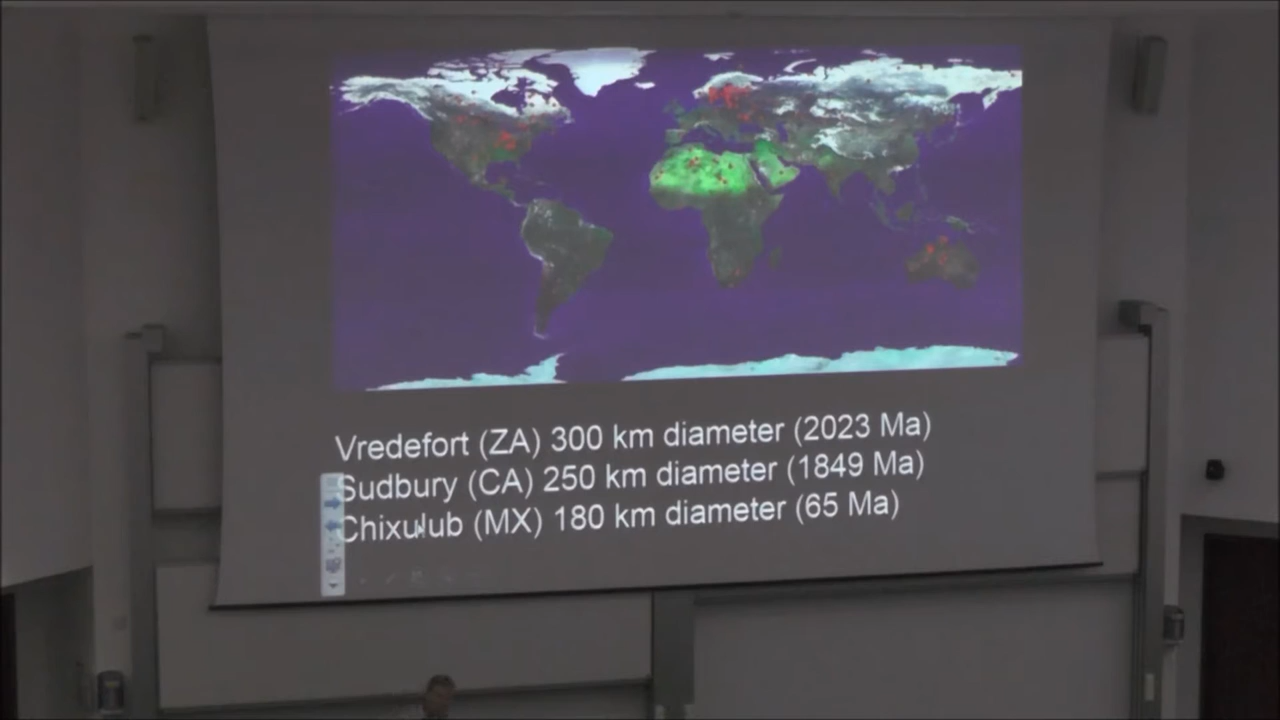 Vredefort (ZA) 300 km diameter (2023 Ma)
Sudbury (CA) 250 km diameter (1849 Ma)
Chixulub (MX) 180 km diameter (65 Ma)